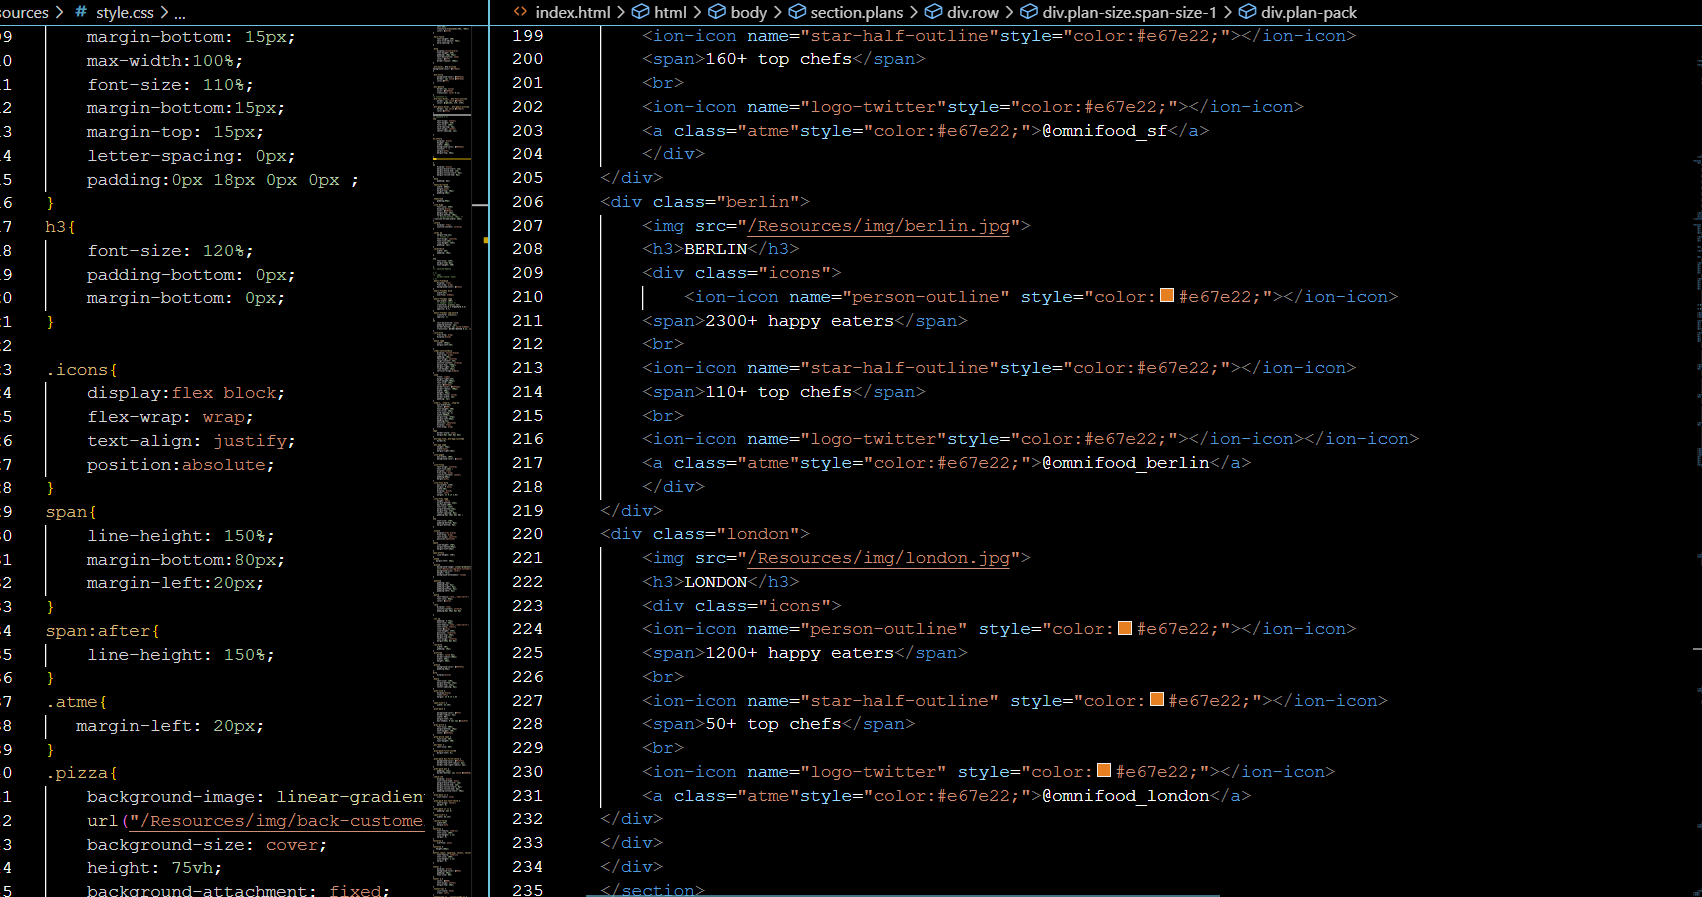 sources > # style.css > ...
9 margin-bottom: 15px;
0 max-width:100%;
1 font-size: 110%;
2 margin-bottom:15px;
3 margin-top: 15px;
4 letter-spacing: 0px;
5 padding:0px 18px 0px 0px ;
6 }
7 h3{
8 font-size: 120%;
9 padding-bottom: 0px;
0 margin-bottom: 0px;
1 }
2
3 .icons{
4 display:flex block;
5 flex-wrap: wrap;
6 text-align: justify;
7 position:absolute;
8 }
9 span{
0 line-height: 150%;
1 margin-bottom:80px;
2 margin-left:20px;
3 }
4 span:after{
5 line-height: 150%;
6 }
7 .atme{
8 margin-left: 20px;
9 }
0 .pizza{
1 background-image: linear-gradien
2 url("/Resources/img/back-custome
3 background-size: cover;
4 height: 75vh;
5 background-attachment: fixed;
<> index.html > html > body > section.plans > div.row > div.plan-size.span-size-1 > div.plan-pack
199 <ion-icon name="star-half-outline"style="color:#e67e22;"></ion-icon>
200 <span>160+ top chefs</span>
201 <br>
202 <ion-icon name="logo-twitter"style="color:#e67e22;"></ion-icon>
203 <a class="atme"style="color:#e67e22;">@omnifood_sf</a>
204 </div>
205 </div>
206 <div class="berlin">
207 <img src="/Resources/img/berlin.jpg">
208 <h3>BERLIN</h3>
209 <div class="icons">
210 <ion-icon name="person-outline" style="color:#e67e22;"></ion-icon>
211 <span>2300+ happy eaters</span>
212 <br>
213 <ion-icon name="star-half-outline"style="color:#e67e22;"></ion-icon>
214 <span>110+ top chefs</span>
215 <br>
216 <ion-icon name="logo-twitter"style="color:#e67e22;"></ion-icon></ion-icon>
217 <a class="atme"style="color:#e67e22;">@omnifood_berlin</a>
218 </div>
219 </div>
220 <div class="london">
221 <img src="/Resources/img/london.jpg">
222 <h3>LONDON</h3>
223 <div class="icons">
224 <ion-icon name="person-outline" style="color:#e67e22;"></ion-icon>
225 <span>1200+ happy eaters</span>
226 <br>
227 <ion-icon name="star-half-outline" style="color:#e67e22;"></ion-icon>
228 <span>50+ top chefs</span>
229 <br>
230 <ion-icon name="logo-twitter" style="color:#e67e22;"></ion-icon>
231 <a class="atme"style="color:#e67e22;">@omnifood_london</a>
232 </div>
233 </div>
234 </div>
235 </section>